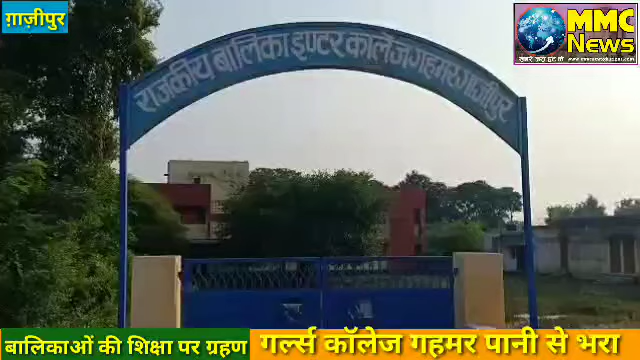 ग़ाज़ीपुर
MMC
News
राजकीय बालिका इण्टर कालेज गहमर गाजीपुर
बालिकाओं की शिक्षा पर ग्रहण
गर्ल्स कॉलेज गहमर पानी से भरा